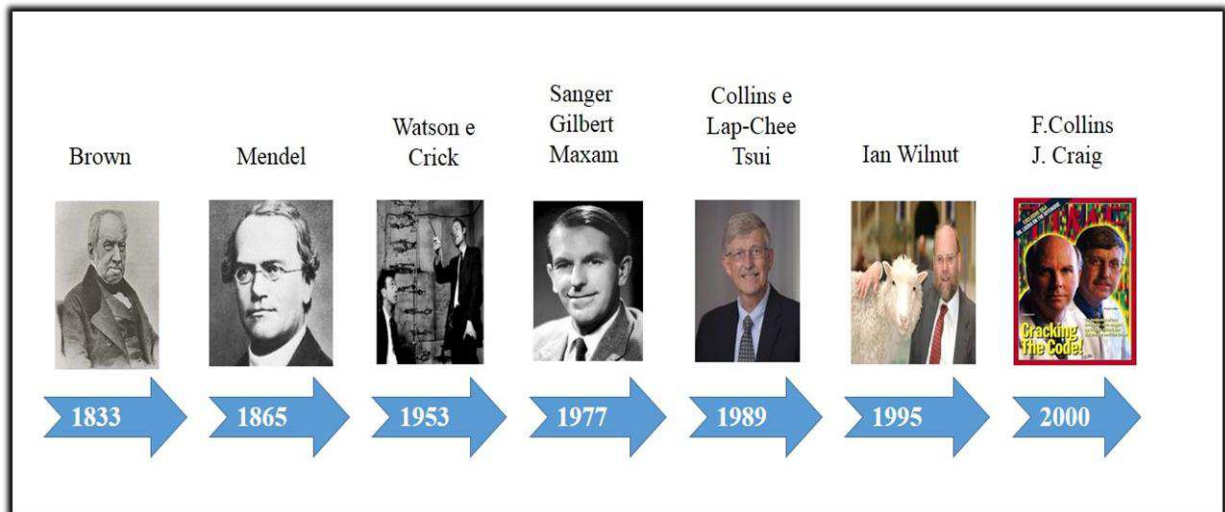 Brown
Mendel
Watson e
Crick
Sanger
Gilbert
Maxam
Collins e
Lap-Chee
Tsui
Ian Wilnut
F.Collins
J. Craig
Cracking
The Code!
1833
1865
1953
1977
1989
1995
2000